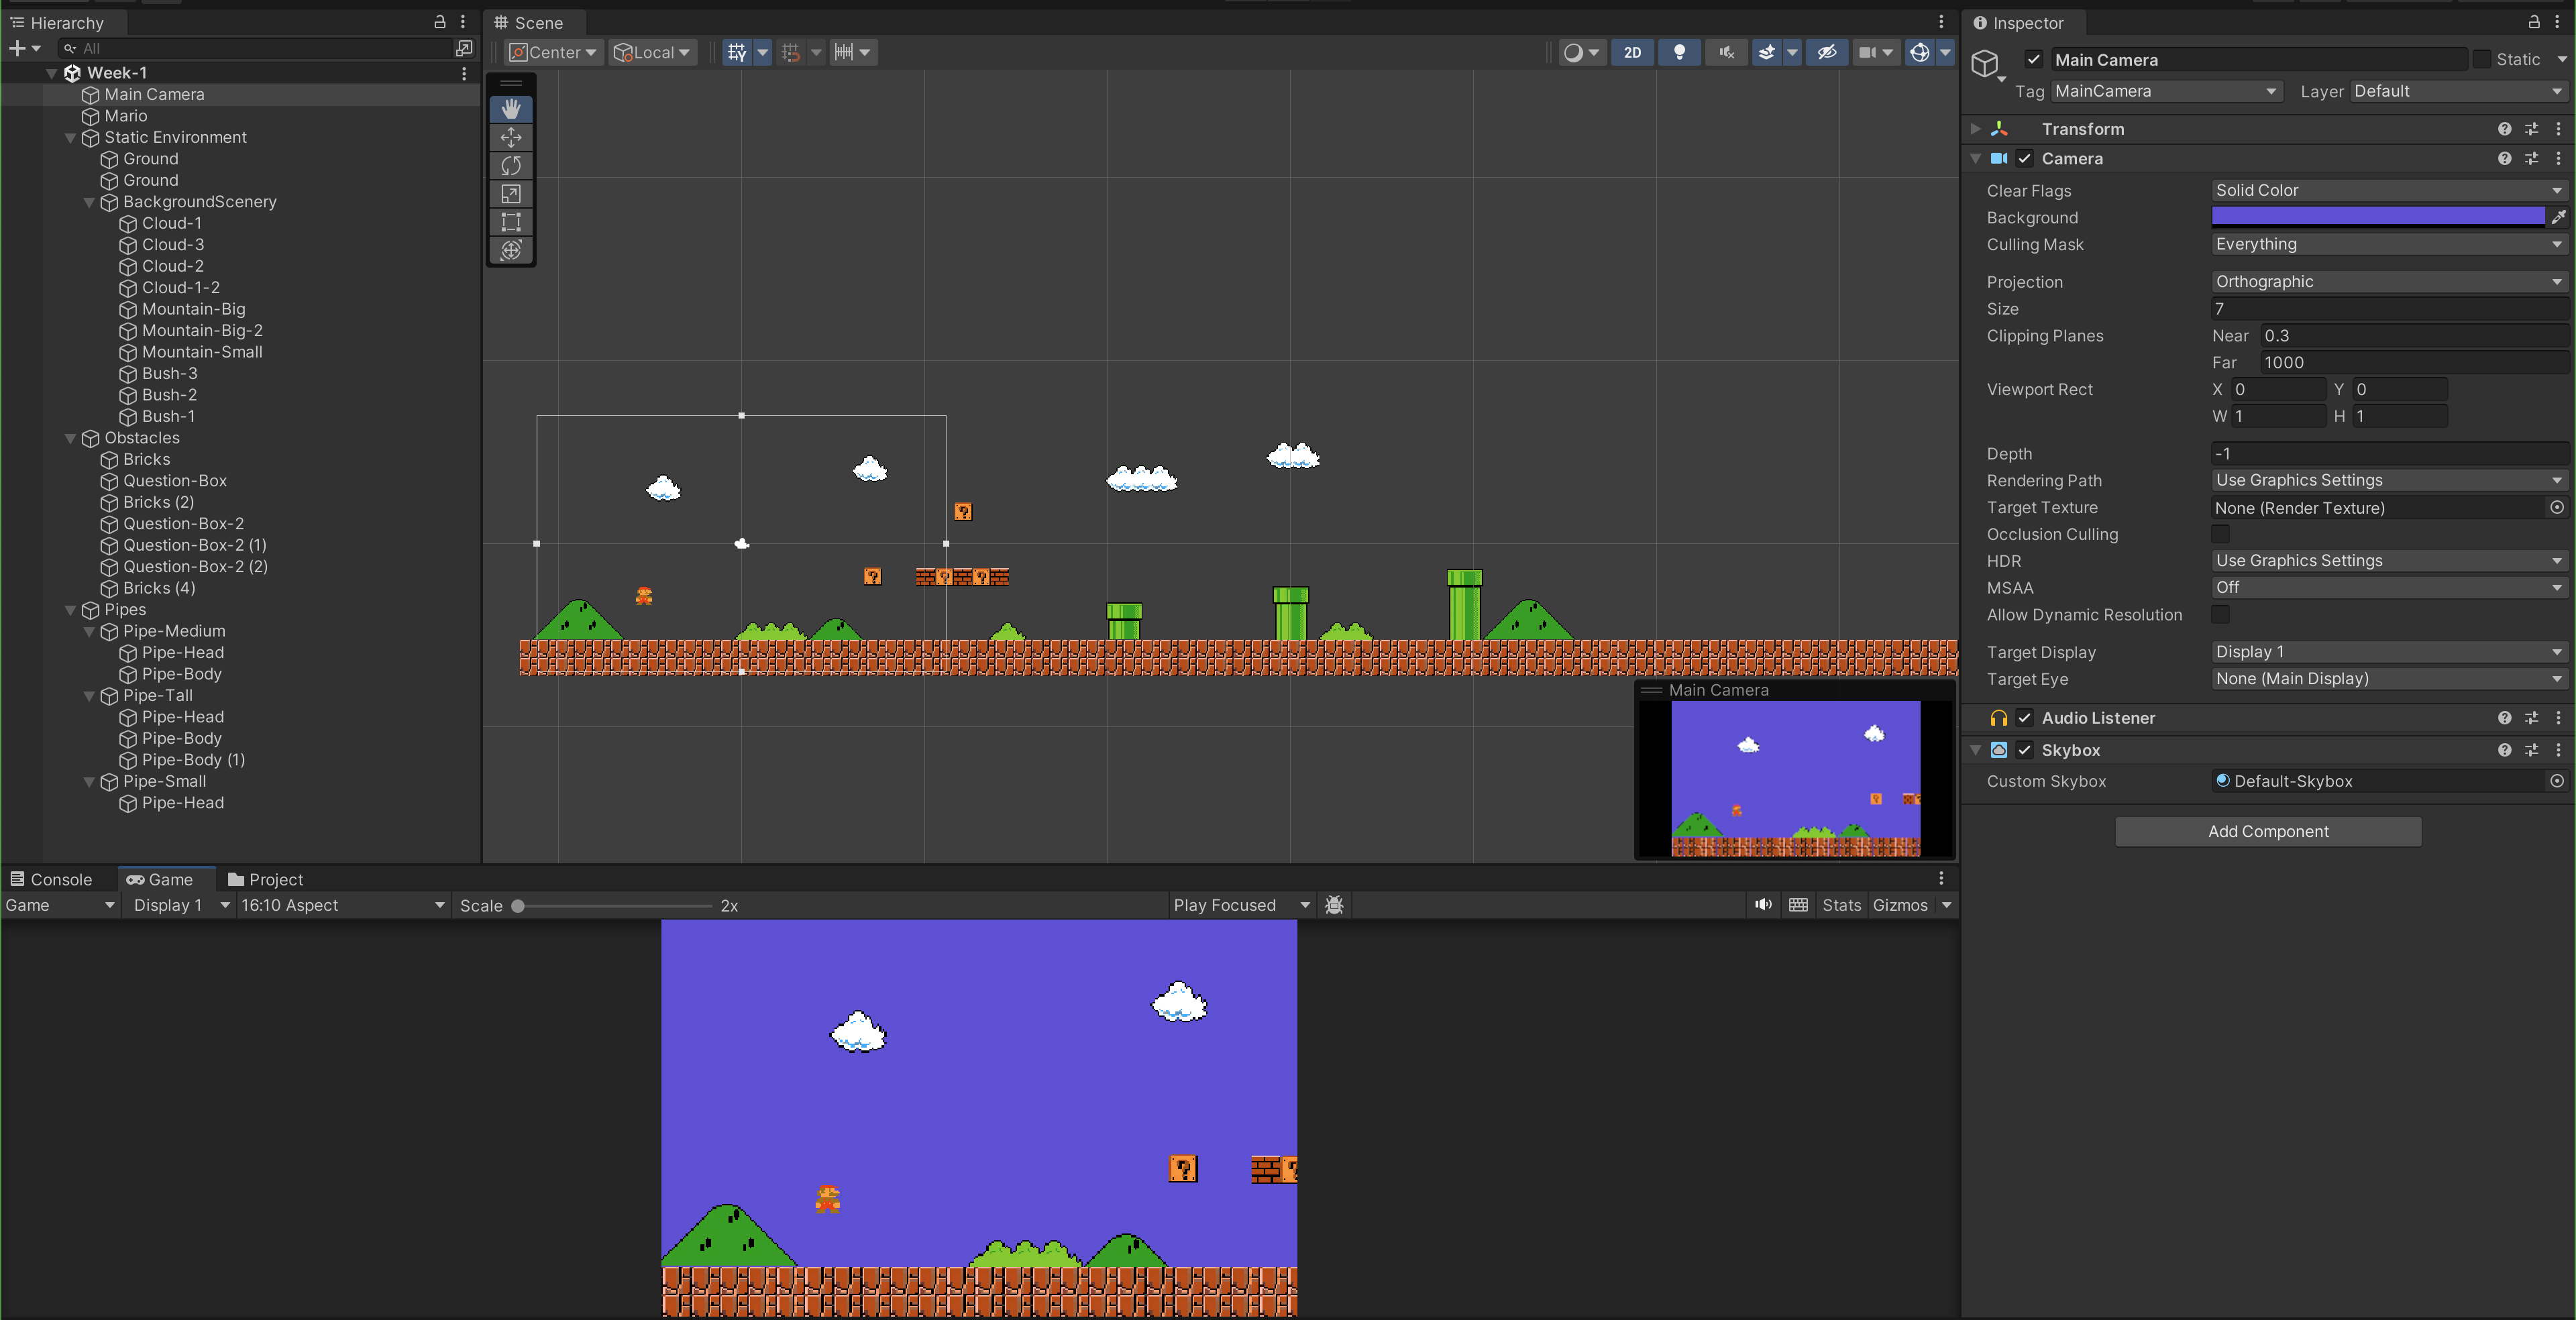 Hierarchy
All
Week-1
Main Camera
Mario
Static Environment
Ground
Ground
BackgroundScenery
Cloud-1
Cloud-3
Cloud-2
Cloud-1-2
Mountain-Big
Mountain-Big-2
Mountain-Small
Bush-3
Bush-2
Bush-1
Obstacles
Bricks
Question-Box
Bricks (2)
Question-Box-2
Question-Box-2 (1)
Question-Box-2 (2)
Bricks (4)
Pipes
Pipe-Medium
Pipe-Head
Pipe-Body
Pipe-Tall
Pipe-Head
Pipe-Body
Pipe-Body (1)
Pipe-Small
Pipe-Head
Scene
Center Local 2D
? ? ? ?
Main Camera
Inspector
Main Camera Static
Tag MainCamera Layer Default
Transform
Camera
Clear Flags Solid Color
Background
Culling Mask Everything
Projection Orthographic
Size 7
Clipping Planes Near 0.3
Far 1000
Viewport Rect X 0 Y 0
W 1 H 1
Depth -1
Rendering Path Use Graphics Settings
Target Texture None (Render Texture)
Occlusion Culling
HDR Use Graphics Settings
MSAA Off
Allow Dynamic Resolution
Target Display Display 1
Target Eye None (Main Display)
Audio Listener
Skybox
Custom Skybox Default-Skybox
Add Component
Console Game Project
Game Display 1 16:10 Aspect Scale 2x Play Focused Stats Gizmos
? ?